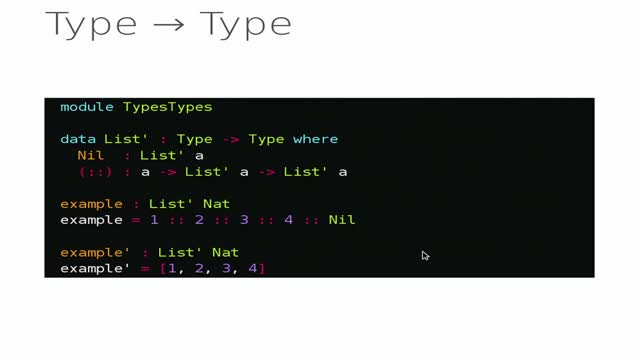 Type → Type
module TypesTypes
data List' : Type -> Type where
Nil : List' a
(::) : a -> List' a -> List' a
example : List' Nat
example = 1 :: 2 :: 3 :: 4 :: Nil
example' : List' Nat
example' = [1, 2, 3, 4]